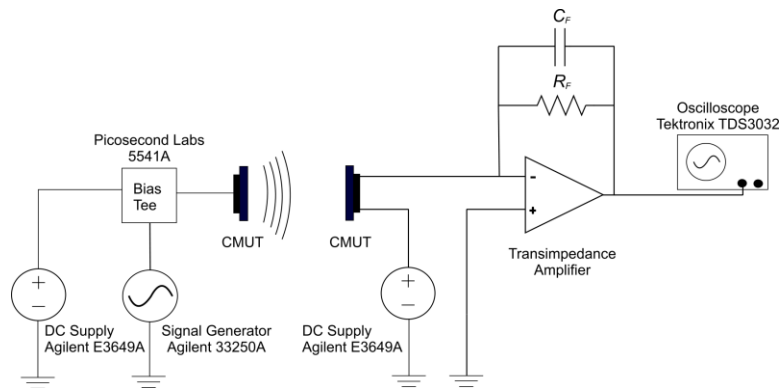 C_F
R_F
Oscilloscope
Tektronix TDS3032
Picosecond Labs
5541A
Bias
Tee
CMUT
CMUT
-
+
Transimpedance
Amplifier
+
−
DC Supply
Agilent E3649A
Signal Generator
Agilent 33250A
+
−
DC Supply
Agilent E3649A